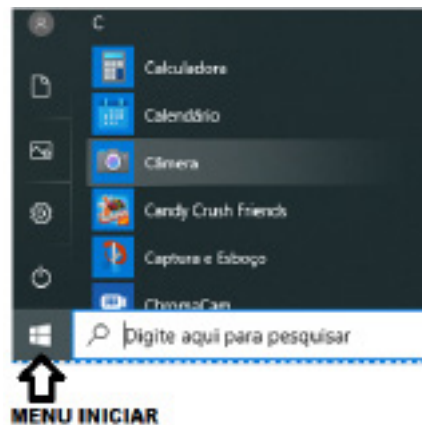 C
Calculadora
Calendário
Câmera
Candy Crush Friends
Captura e Esboço
ChromaCam
Digite aqui para pesquisar
MENU INICIAR